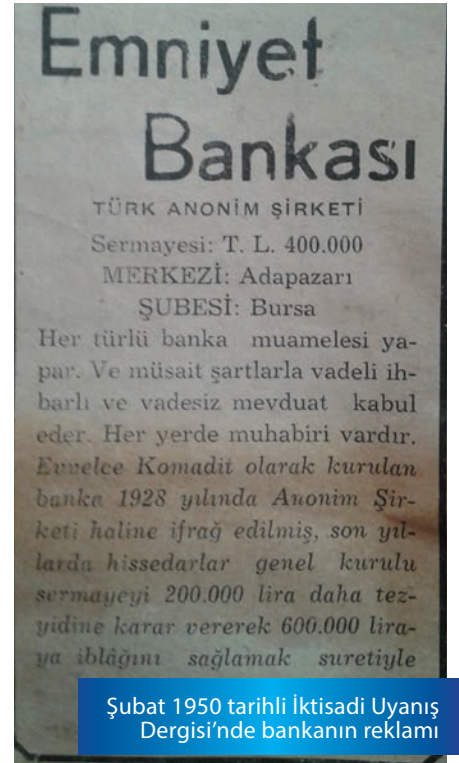 Emniyet
Bankası
TÜRK ANONİM ŞİRKETİ
Sermayesi: T. L. 400.000
MERKEZİ: Adapazarı
ŞUBESİ: Bursa
Her türlü banka muamelesi ya-
par. Ve müsait şartlarla vadeli ih-
barlı ve vadesiz mevduat kabul
eder. Her yerde muhabiri vardır.
Evvelce Komadit olarak kurulan
banka 1928 yılında Anonim Şir-
keti haline ifrağ edilmiş, son yıl-
larda hissedarlar genel kurulu
sermayeyi 200.000 lira daha tez-
yidine karar vererek 600.000 lira-
ya iblâğını sağlamak suretiyle
Şubat 1950 tarihli İktisadi Uyanış
Dergisi’nde bankanın reklamı